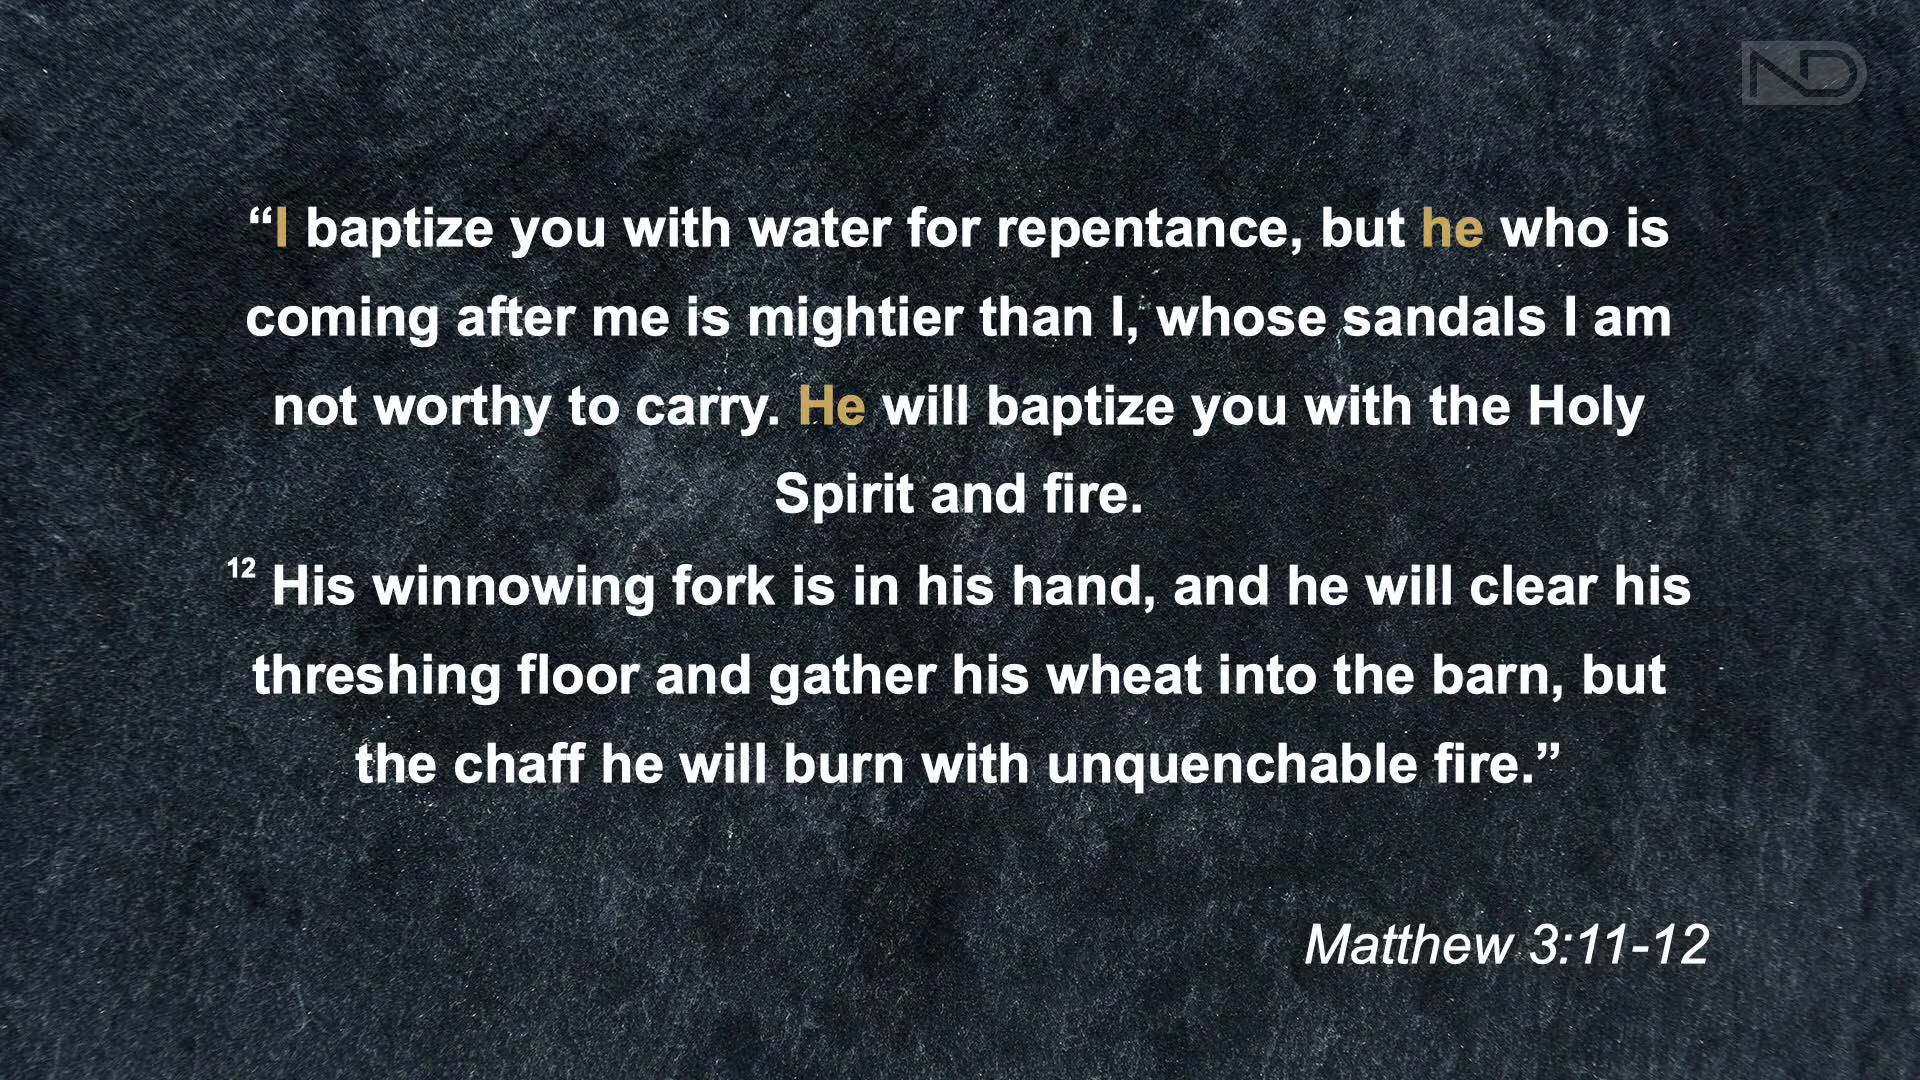 ND
“I baptize you with water for repentance, but he who is
coming after me is mightier than I, whose sandals I am
not worthy to carry. He will baptize you with the Holy
Spirit and fire.
12 His winnowing fork is in his hand, and he will clear his
threshing floor and gather his wheat into the barn, but
the chaff he will burn with unquenchable fire.”
Matthew 3:11-12